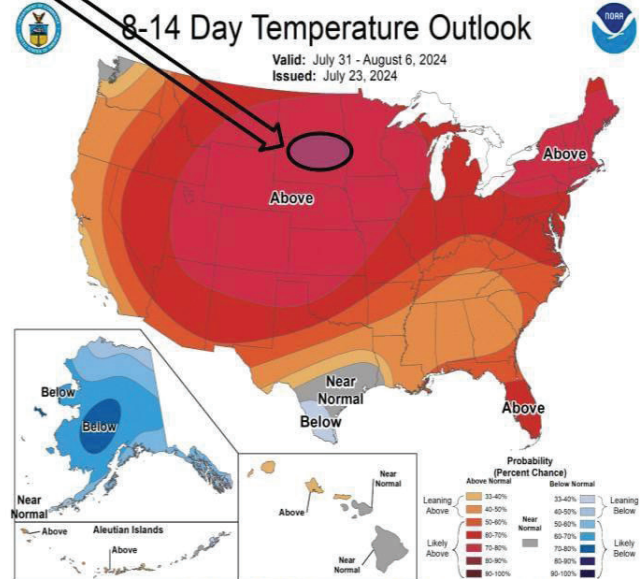 8-14 Day Temperature Outlook
NOAA
Valid: July 31 - August 6, 2024
Issued: July 23, 2024
Above
Above
Near
Normal
Below
Above
Below
Below
Near
Normal
Above
Aleutian Islands
Above
Above
Near
Normal
Near
Normal
Probability
(Percent Chance)
Above Normal
Below Normal
Leaning
Above
33-40%
40-50%
Likely
Above
50-60%
60-70%
70-80%
80-90%
90-100%
Near
Normal
33-40%
40-50%
Leaning
Below
50-60%
60-70%
70-80%
80-90%
90-100%
Likely
Below